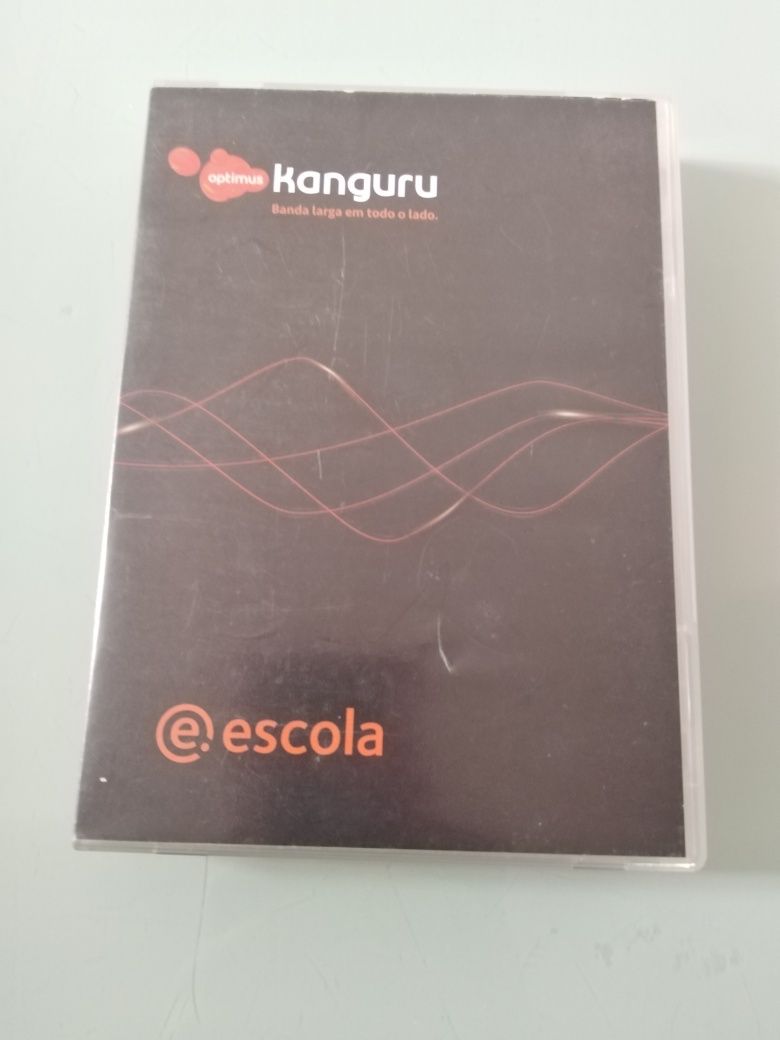 optimus kanguru
Banda larga em todo o lado.
e. escola